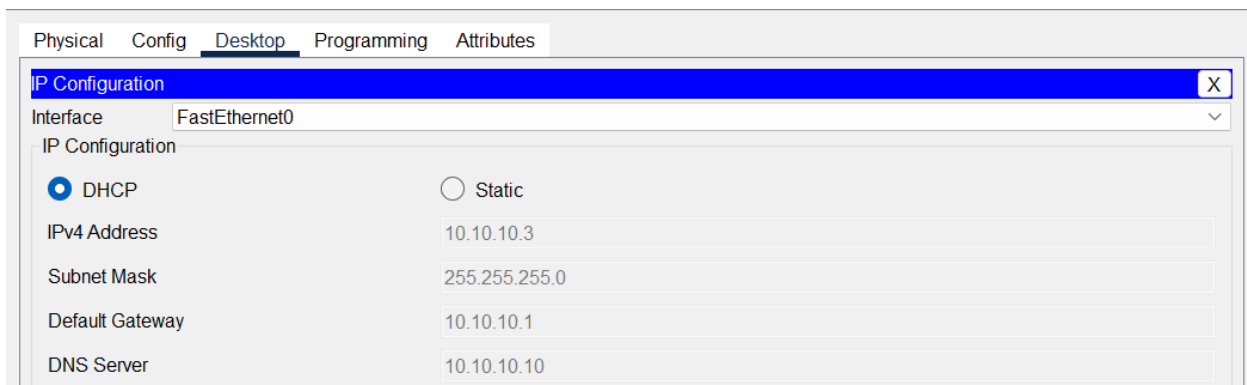 Physical Config Desktop Programming Attributes
IP Configuration X
Interface FastEthernet0
IP Configuration
DHCP Static
IPv4 Address 10.10.10.3
Subnet Mask 255.255.255.0
Default Gateway 10.10.10.1
DNS Server 10.10.10.10